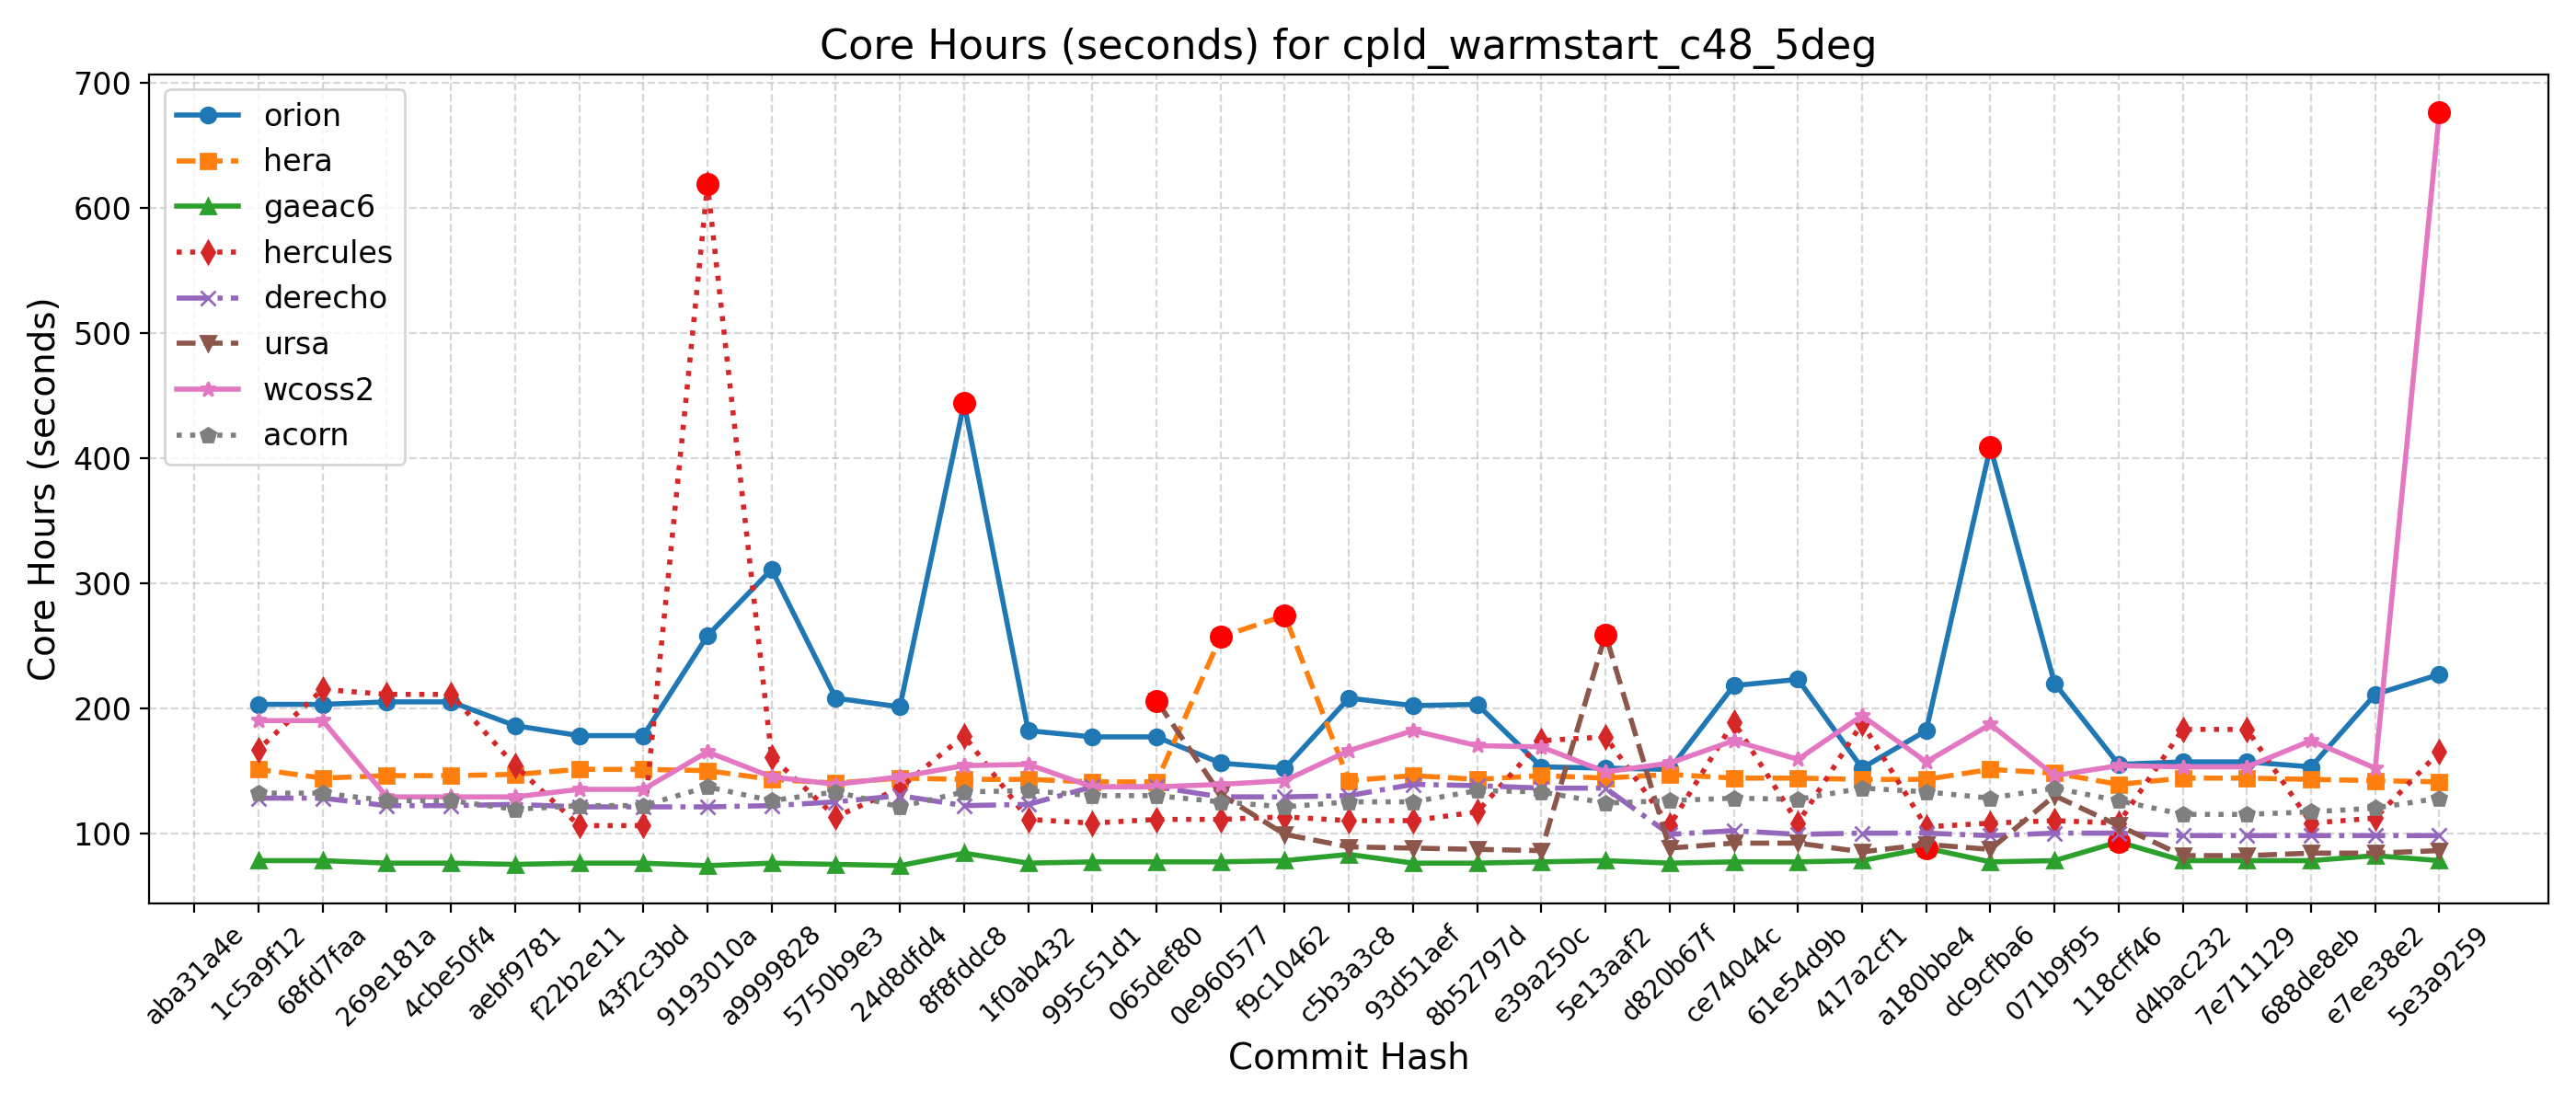 Core Hours (seconds) for cpld_warmstart_c48_5deg
Core Hours (seconds)
700
600
500
400
300
200
100
orion
hera
gaeac6
hercules
derecho
ursa
wcoss2
acorn
aba31a4e
1c5a9f12
68fd7faa
269e181a
4cbe50f4
aebf9781
f22b2e11
43f2c3bd
9193010a
a9999828
5750b9e3
24d8dfd4
8f8fddc8
1f0ab432
995c51d1
065def80
0e960577
f9c10462
c5b3a3c8
93d51aef
8b52797d
e39a250c
5e13aaf2
d820b67f
ce74044c
61e54d9b
417a2cf1
a180bbe4
dc9cfba6
071b9f95
118cff46
d4bac232
7e711129
688de8eb
e7ee38e2
5e3a9259
Commit Hash